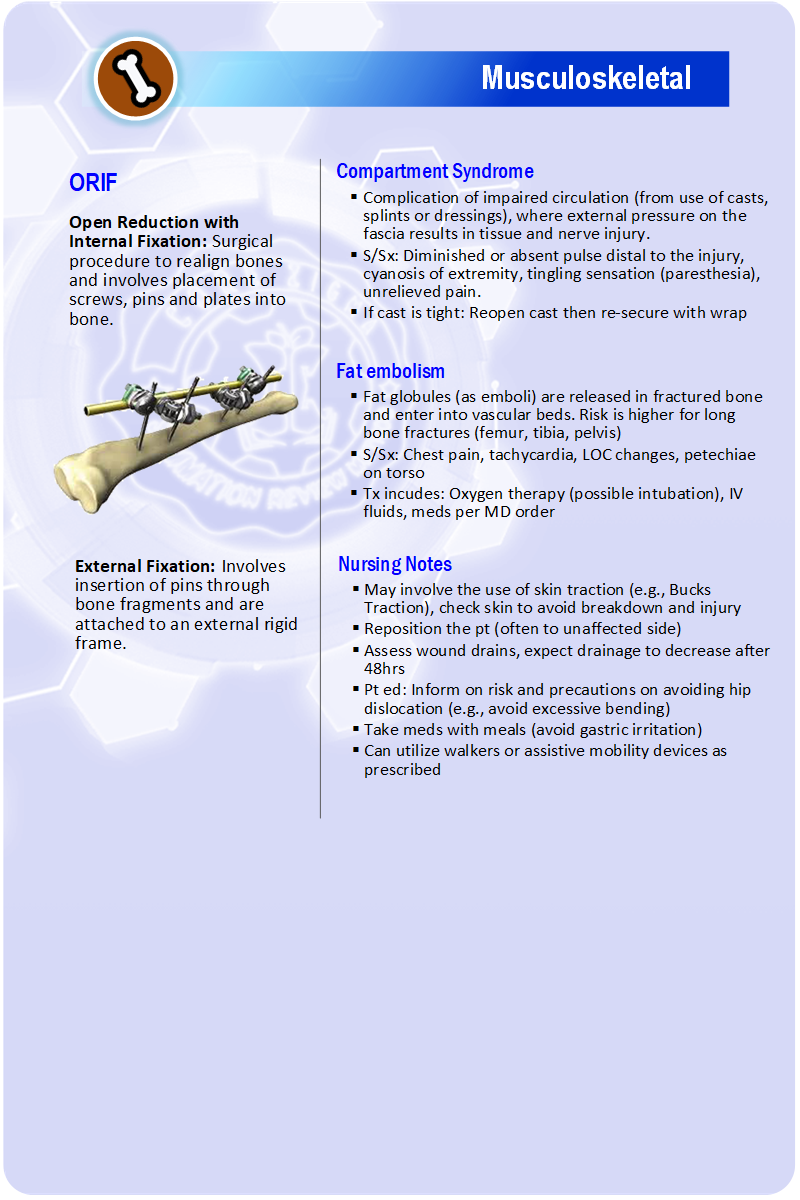 Musculoskeletal
ORIF
Open Reduction with
Internal Fixation: Surgical
procedure to realign bones
and involves placement of
screws, pins and plates into
bone.
External Fixation: Involves
insertion of pins through
bone fragments and are
attached to an external rigid
frame.
Compartment Syndrome
▪ Complication of impaired circulation (from use of casts,
splints or dressings), where external pressure on the
fascia results in tissue and nerve injury.
▪ S/Sx: Diminished or absent pulse distal to the injury,
cyanosis of extremity, tingling sensation (paresthesia),
unrelieved pain.
▪ If cast is tight: Reopen cast then re-secure with wrap
Fat embolism
▪ Fat globules (as emboli) are released in fractured bone
and enter into vascular beds. Risk is higher for long
bone fractures (femur, tibia, pelvis)
▪ S/Sx: Chest pain, tachycardia, LOC changes, petechiae
on torso
▪ Tx incudes: Oxygen therapy (possible intubation), IV
fluids, meds per MD order
Nursing Notes
▪ May involve the use of skin traction (e.g., Bucks
Traction), check skin to avoid breakdown and injury
▪ Reposition the pt (often to unaffected side)
▪ Assess wound drains, expect drainage to decrease after
48hrs
▪ Pt ed: Inform on risk and precautions on avoiding hip
dislocation (e.g., avoid excessive bending)
▪ Take meds with meals (avoid gastric irritation)
▪ Can utilize walkers or assistive mobility devices as
prescribed